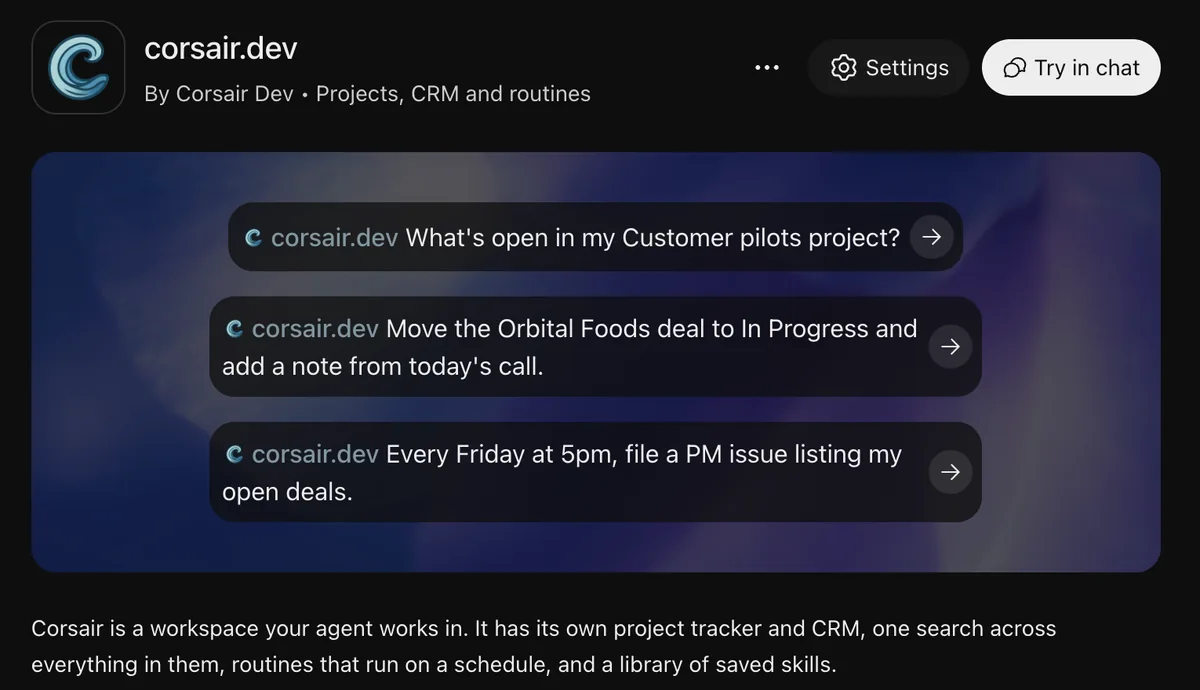 corsair.dev
By Corsair Dev • Projects, CRM and routines
Settings
Try in chat
corsair.dev What's open in my Customer pilots project?
corsair.dev Move the Orbital Foods deal to In Progress and
add a note from today's call.
corsair.dev Every Friday at 5pm, file a PM issue listing my
open deals.
Corsair is a workspace your agent works in. It has its own project tracker and CRM, one search across
everything in them, routines that run on a schedule, and a library of saved skills.